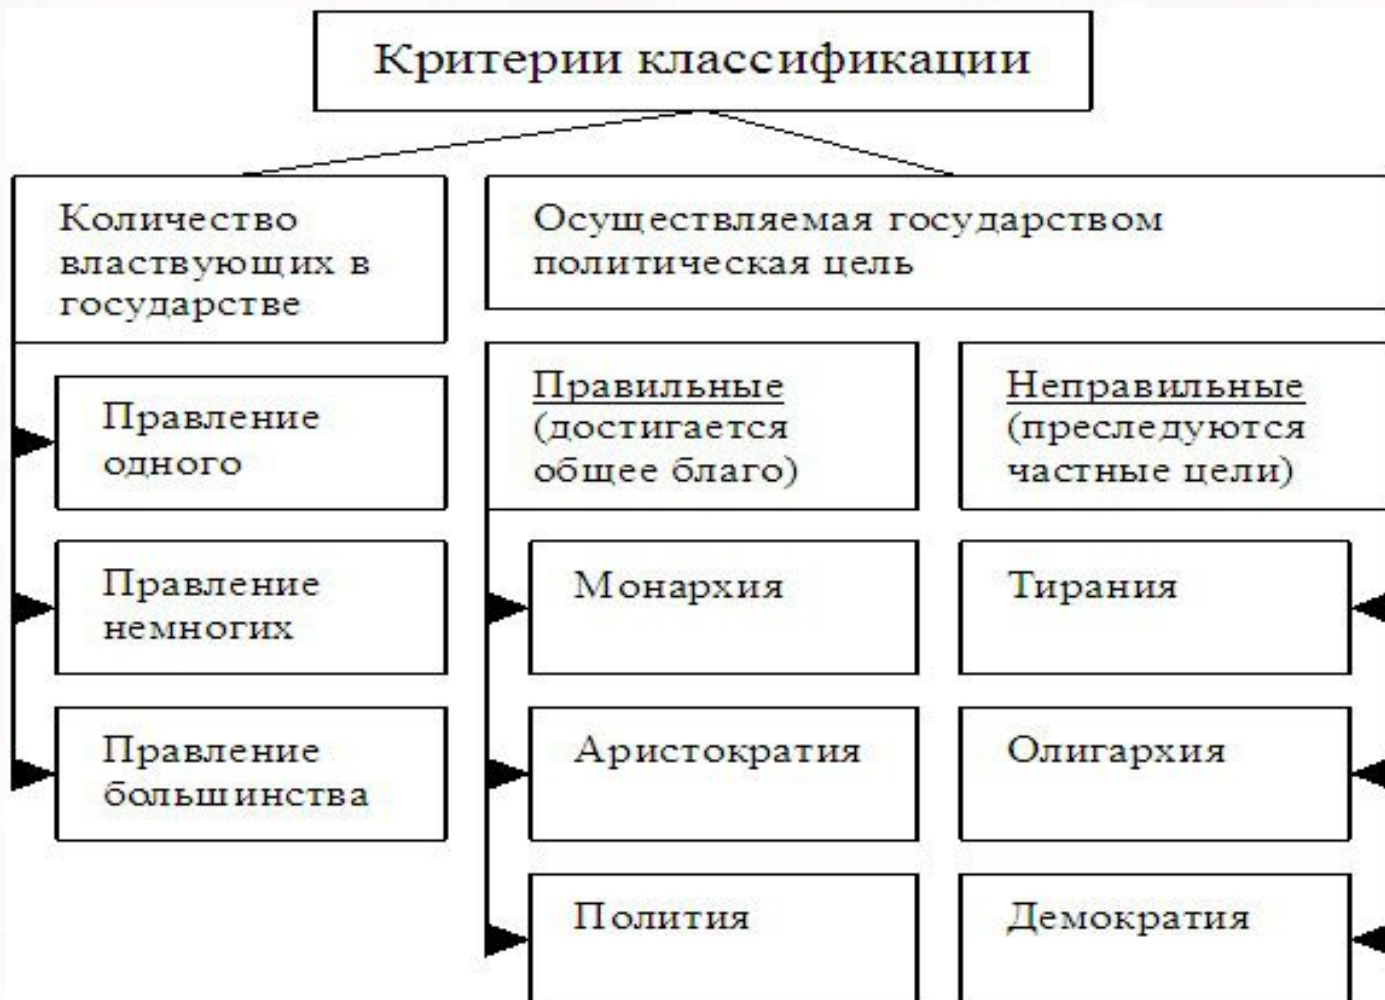 Критерии классификации
Количество
властвующих в
государстве
Правление
одного
Правление
немногих
Правление
большинства
Осуществляемая государством
политическая цель
Правильные
(достигается
общее благо)
Монархия
Аристократия
Полития
Неправильные
(преследуются
частные цели)
Тирания
Олигархия
Демократия